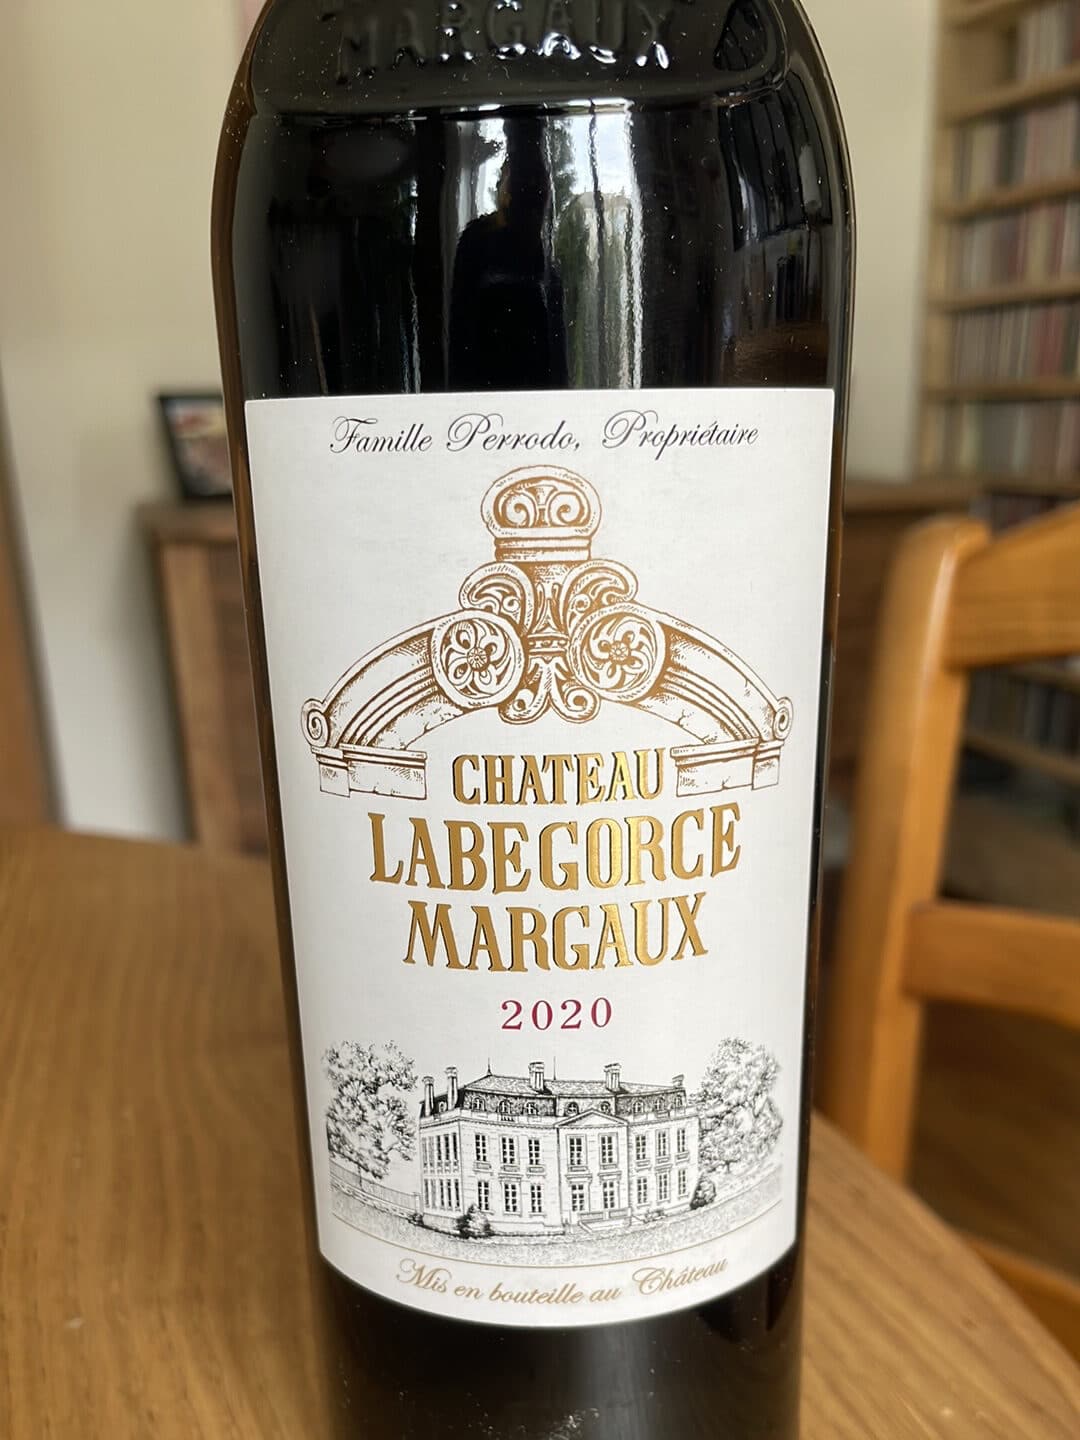 MARGAUX
Famille Perrodo, Propriétaire
CHATEAU
LABEGORCE
MARGAUX
2020
Mis en bouteille au Château